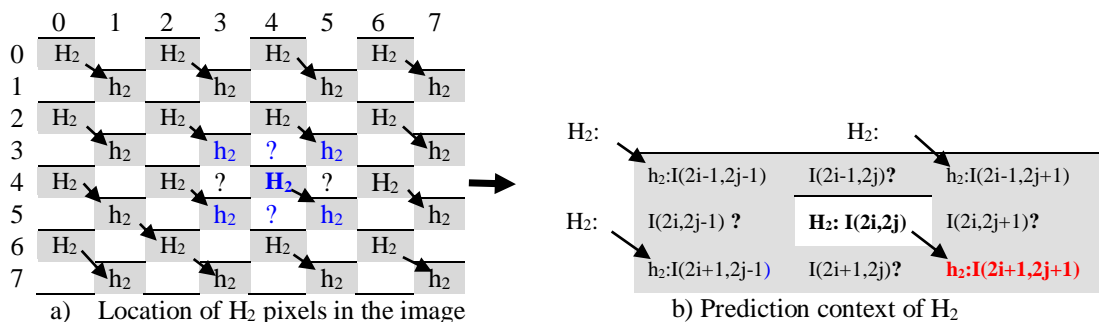 0 1 2 3 4 5 6 7
0 H₂ H₂ H₂ H₂
1 h₂ h₂ h₂ h₂
2 H₂ H₂ H₂ H₂
3 h₂ h₂ ? h₂ h₂
4 H₂ H₂ ? H₂ ? H₂
5 h₂ h₂ ? h₂ h₂
6 H₂ H₂ H₂ H₂
7 h₂ h₂ h₂ h₂
a) Location of H₂ pixels in the image
H₂: H₂:
h₂:I(2i-1,2j-1) I(2i-1,2j)? h₂:I(2i-1,2j+1)
H₂: I(2i,2j-1) ? H₂: I(2i,2j) I(2i,2j+1)?
h₂:I(2i+1,2j-1) I(2i+1,2j)? h₂:I(2i+1,2j+1)
b) Prediction context of H₂